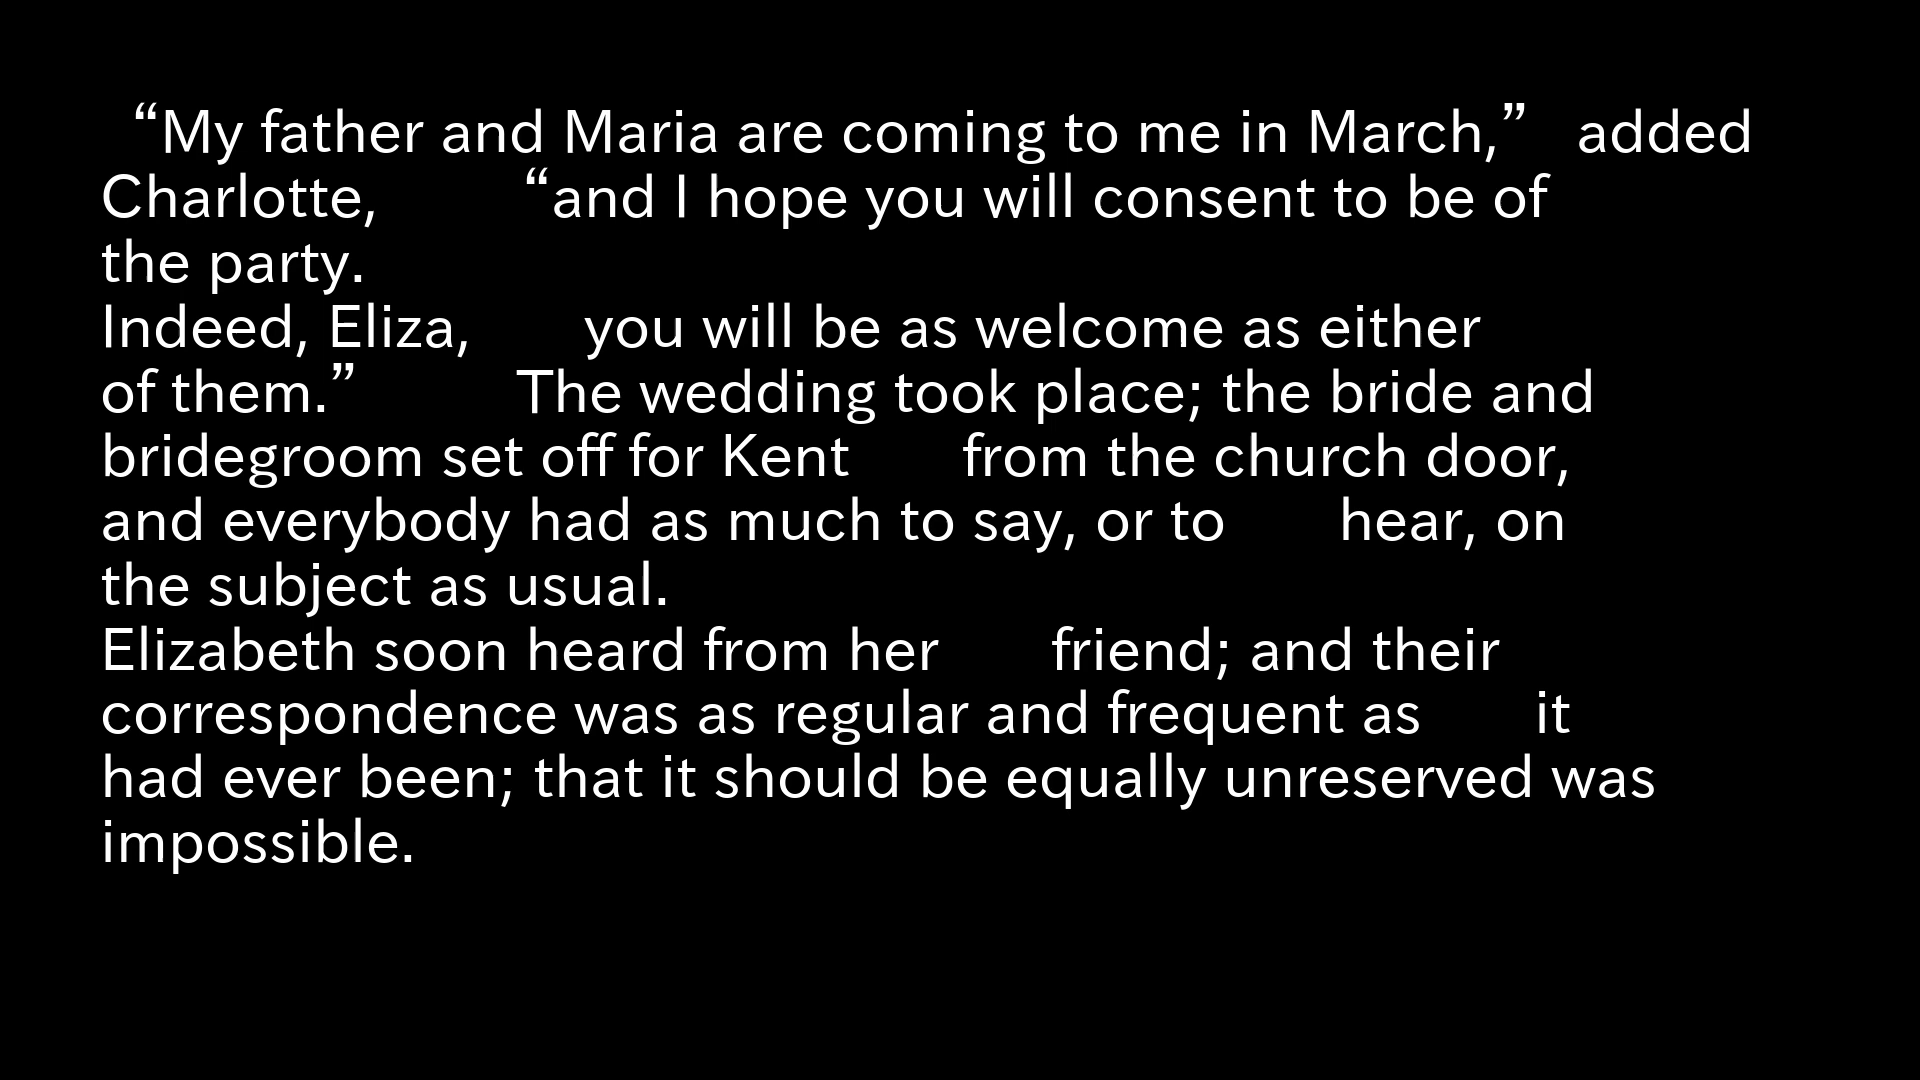 “My father and Maria are coming to me in March,” added
Charlotte, “and I hope you will consent to be of
the party.
Indeed, Eliza, you will be as welcome as either
of them.” The wedding took place; the bride and
bridegroom set off for Kent from the church door,
and everybody had as much to say, or to hear, on
the subject as usual.
Elizabeth soon heard from her friend; and their
correspondence was as regular and frequent as it
had ever been; that it should be equally unreserved was
impossible.